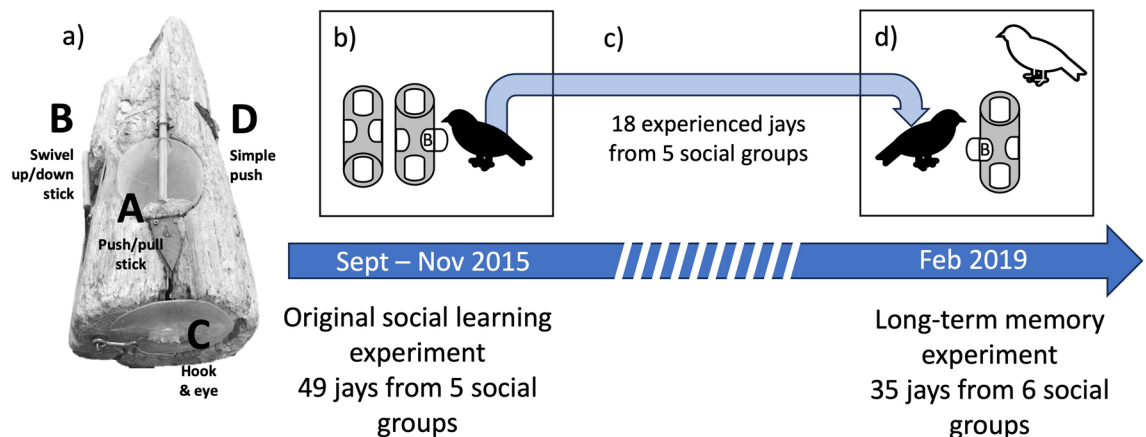 a)
B
Swivel
up/down
stick
D
Simple
push
A
Push/pull
stick
C
Hook
& eye
b)
B
c)
18 experienced jays
from 5 social groups
d)
B
Sept – Nov 2015
Feb 2019
Original social learning
experiment
49 jays from 5 social
groups
Long-term memory
experiment
35 jays from 6 social
groups